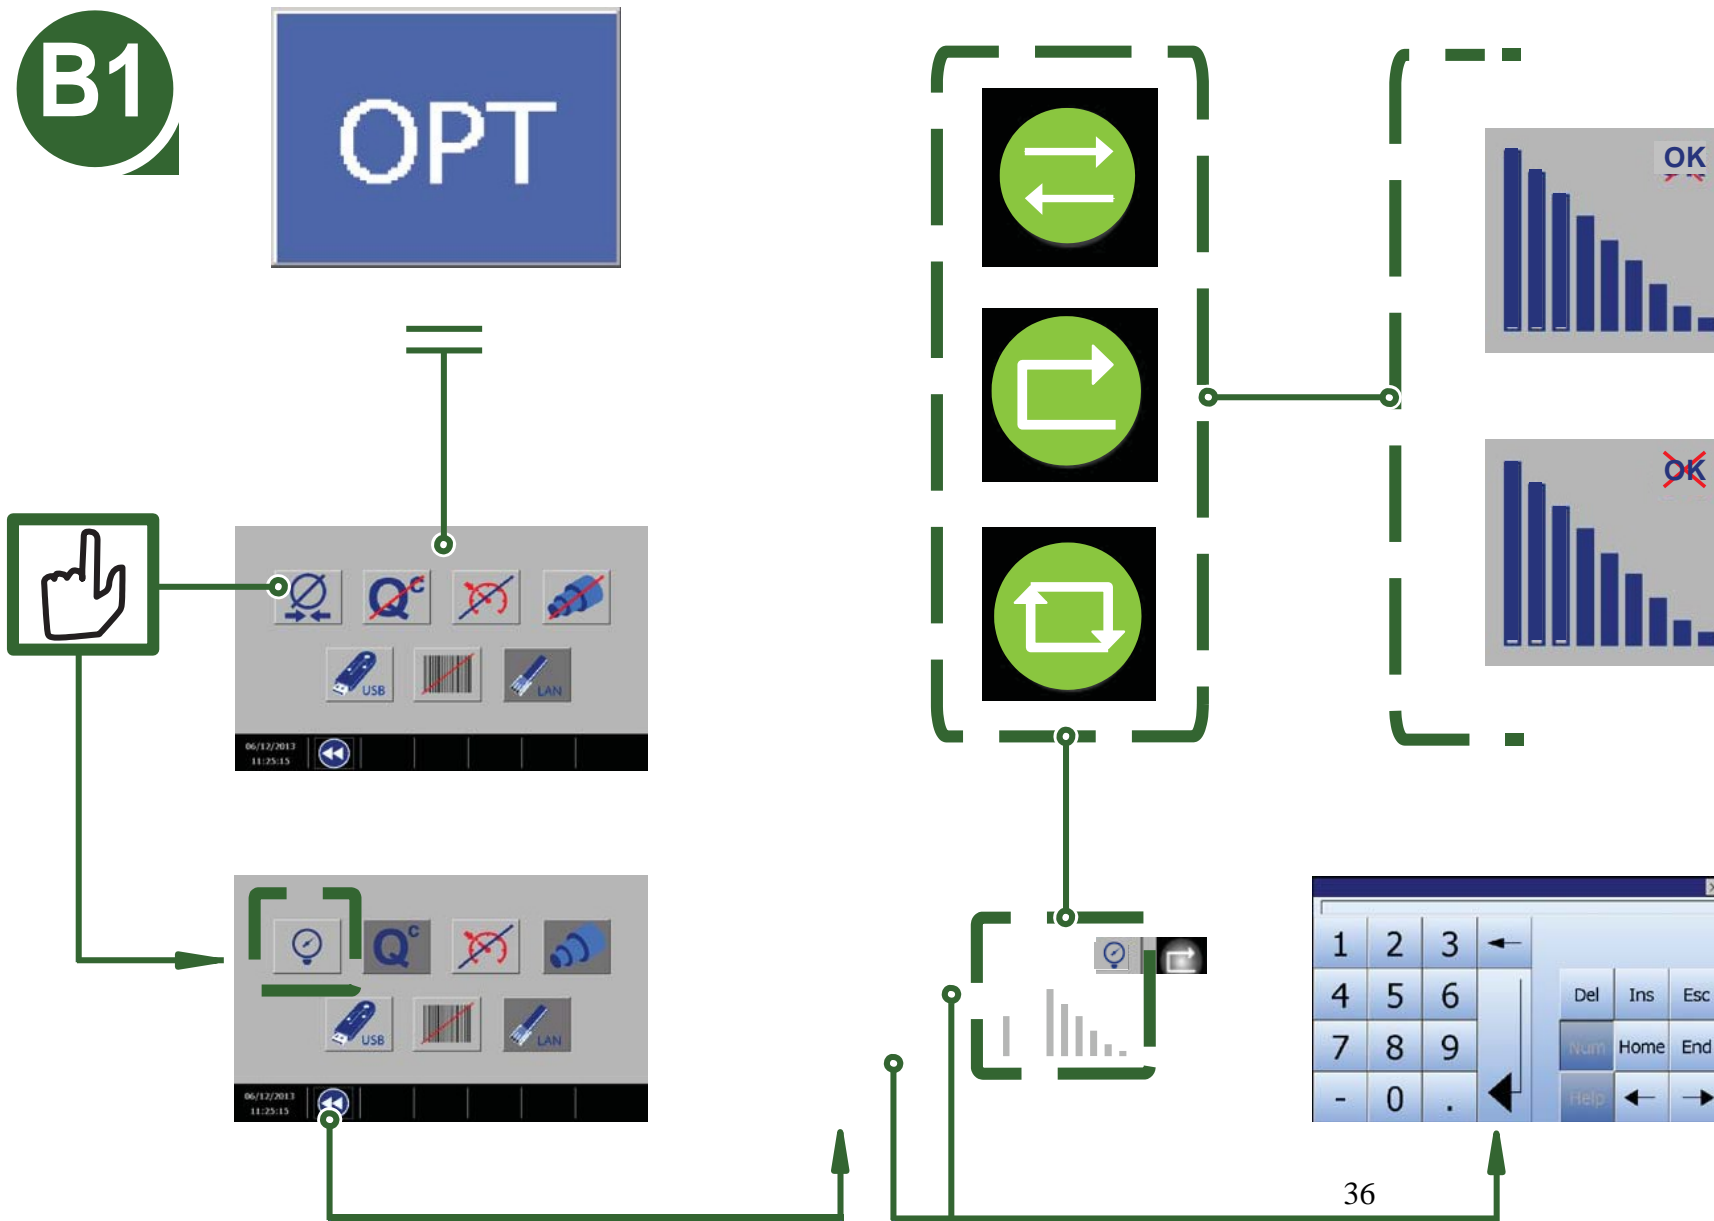 B1
OPT
OK
OK
Q c
USB
LAN
06/12/2013
11:25:15
Q c
USB
LAN
06/12/2013
11:25:15
1 2 3
4 5 6 Del Ins Esc
7 8 9 Num Home End
- 0 . Help
36